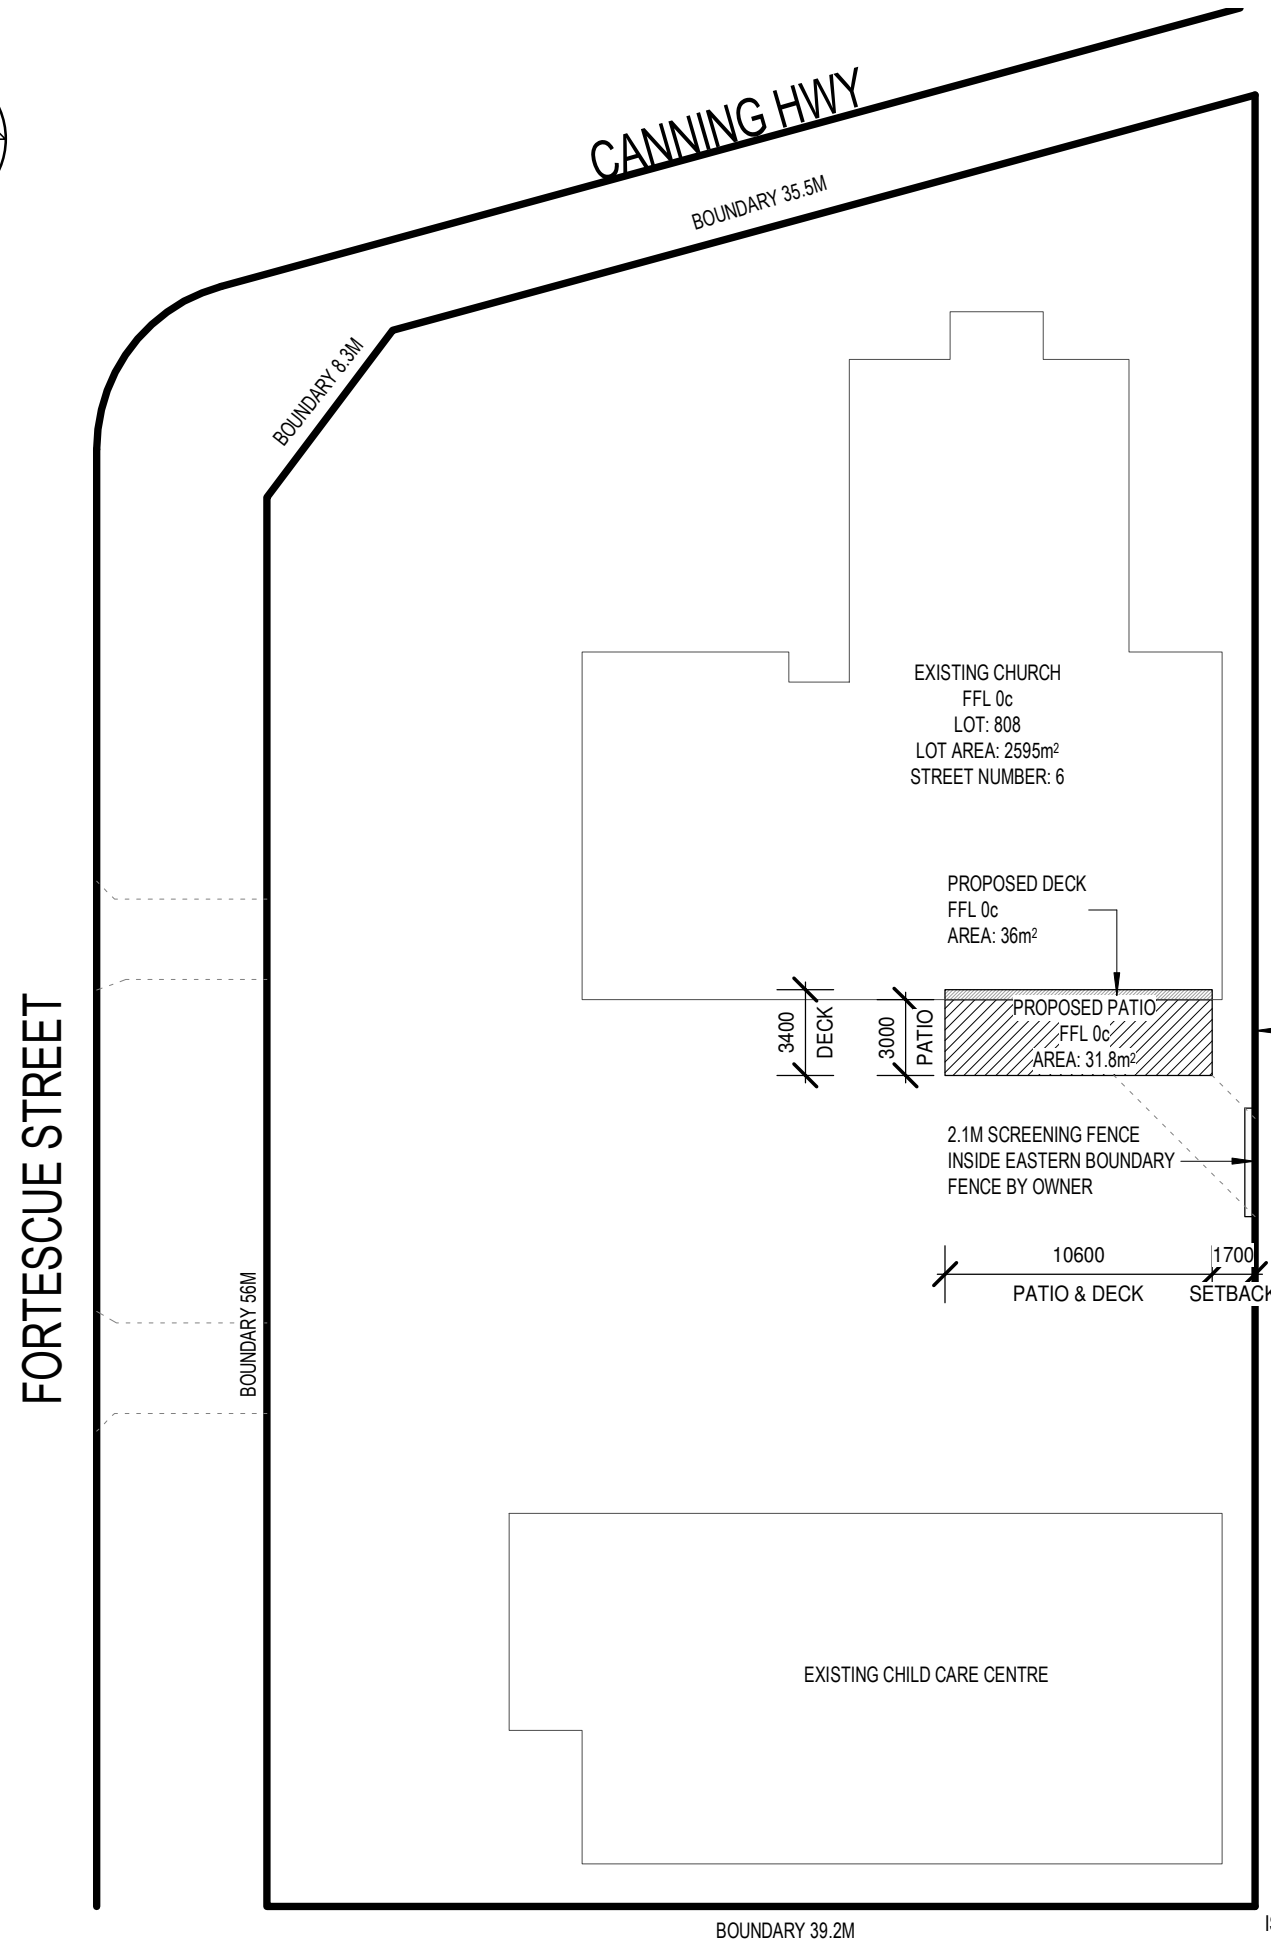 CANNING HWY
BOUNDARY 35.5M
BOUNDARY 8.3M
EXISTING CHURCH
FFL 0c
LOT: 808
LOT AREA: 2595m²
STREET NUMBER: 6
PROPOSED DECK
FFL 0c
AREA: 36m²
3400
DECK
3000
PATIO
PROPOSED PATIO
FFL 0c
AREA: 31.8m²
FORTESCUE STREET
2.1M SCREENING FENCE
INSIDE EASTERN BOUNDARY
FENCE BY OWNER
10600
1700
PATIO & DECK
SETBACK
BOUNDARY 56M
EXISTING CHILD CARE CENTRE
BOUNDARY 39.2M